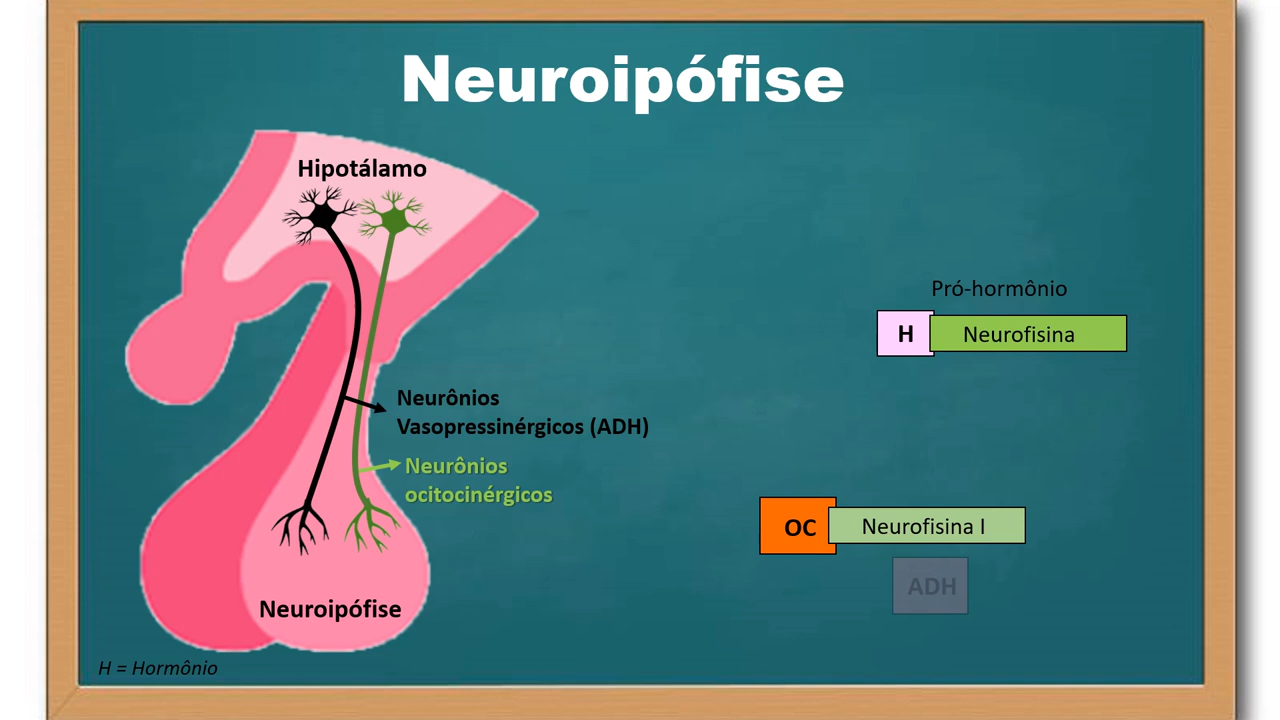 Neuroipófise
Hipotálamo
Pró-hormônio
H
Neurofisina
Neurônios
Vasopressinérgicos (ADH)
Neurônios
ocitocinérgicos
OC
Neurofisina I
ADH
Neuroipófise
H = Hormônio